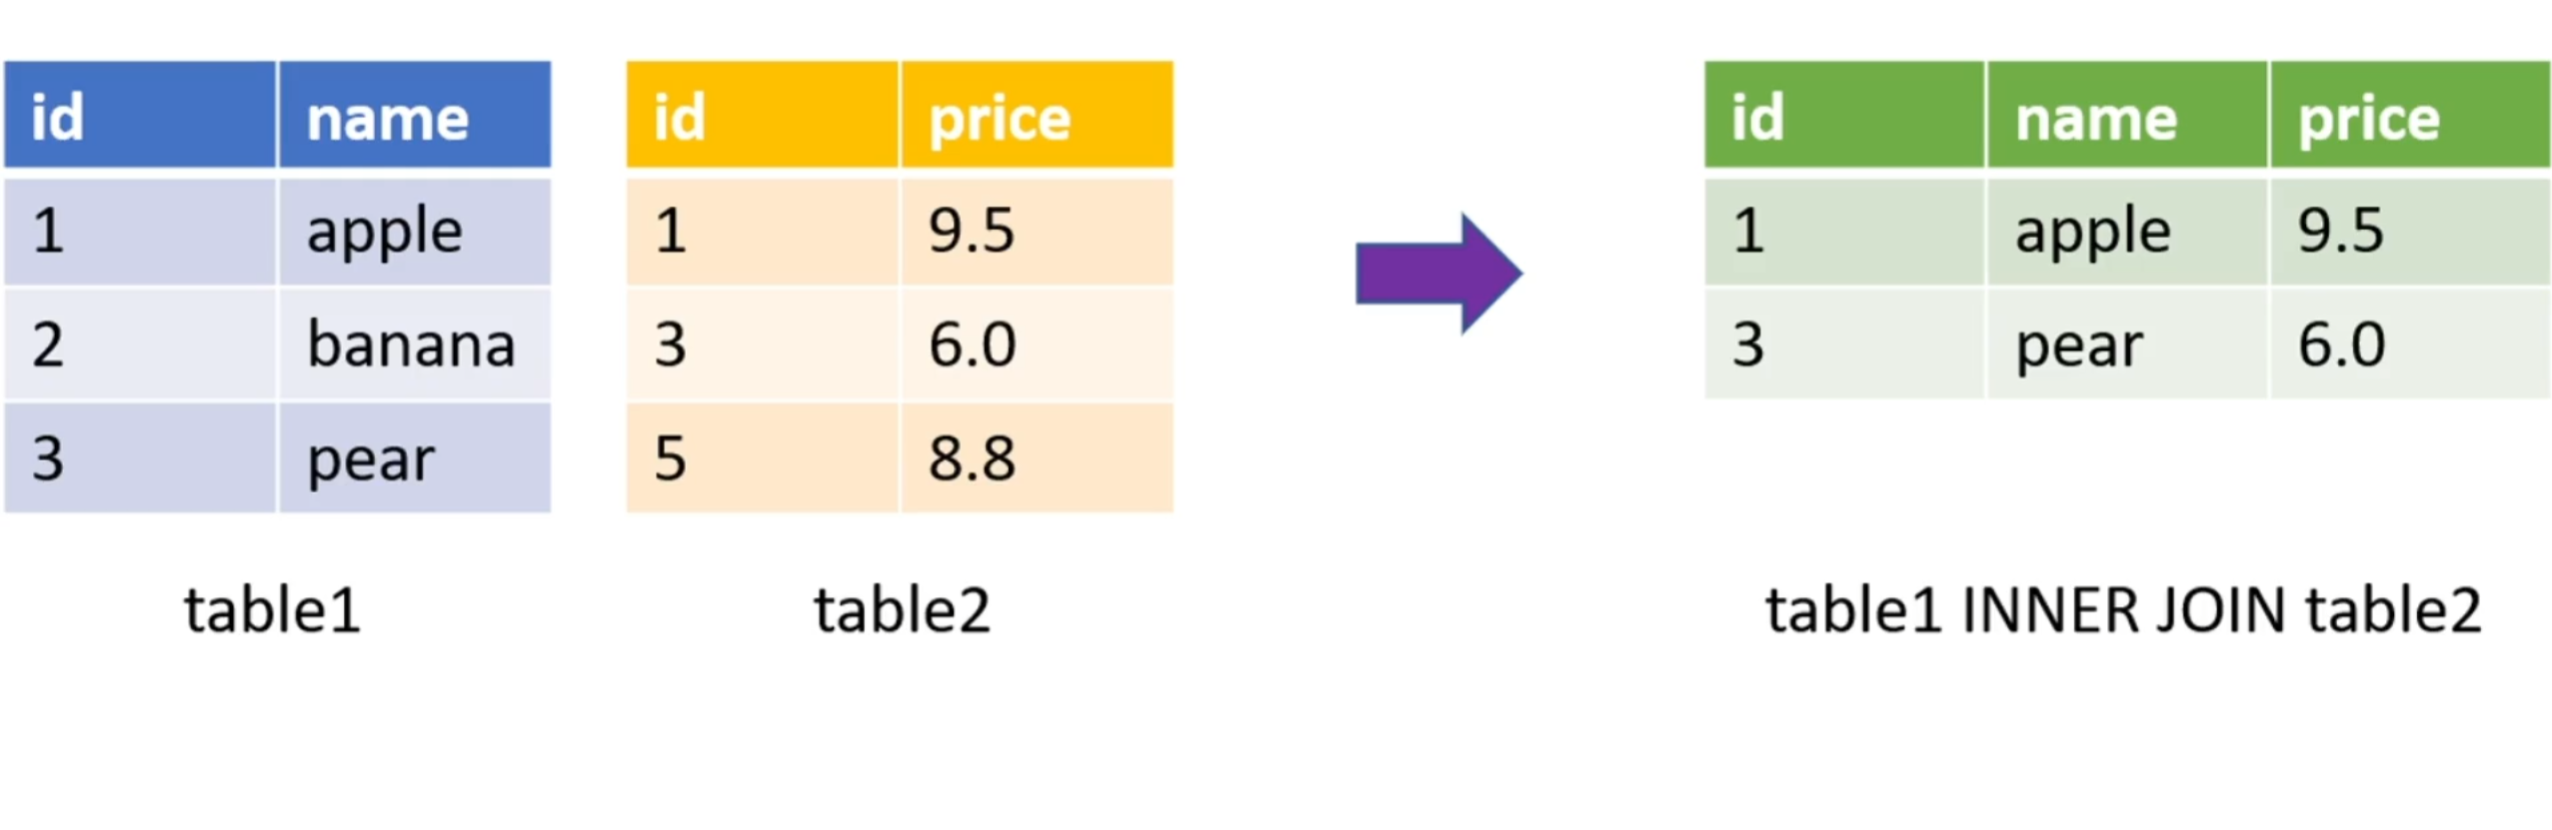 id name
1 apple
2 banana
3 pear
table1
id price
1 9.5
3 6.0
5 8.8
table2
id name price
1 apple 9.5
3 pear 6.0
table1 INNER JOIN table2